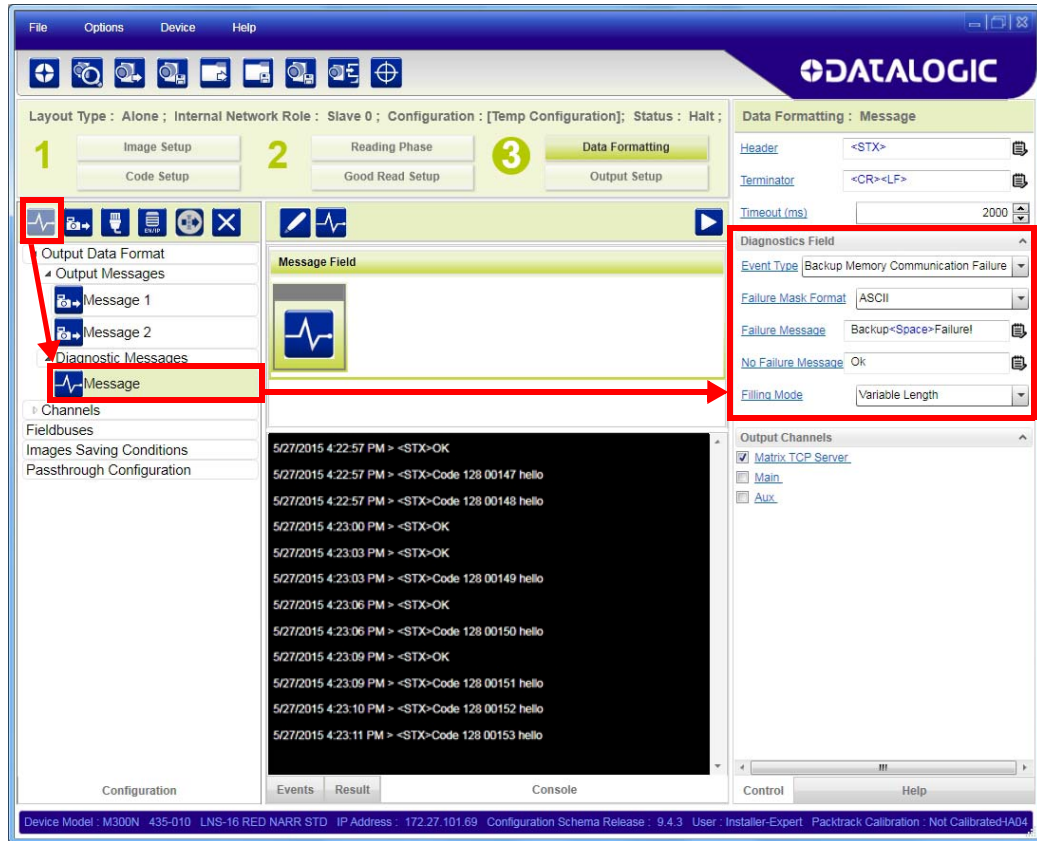 File Options Device Help
DATALOGIC
Layout Type : Alone ; Internal Network Role : Slave 0 ; Configuration : [Temp Configuration]; Status : Halt ;
1
Image Setup
Code Setup
2
Reading Phase
Good Read Setup
3
Data Formatting
Output Setup
EN/IP
Output Data Format
Output Messages
Message 1
Message 2
Diagnostic Messages
Message
Channels
Fieldbuses
Images Saving Conditions
Passthrough Configuration
Configuration
Message Field
5/27/2015 4:22:57 PM > <STX>OK
5/27/2015 4:22:57 PM > <STX>Code 128 00147 hello
5/27/2015 4:22:57 PM > <STX>Code 128 00148 hello
5/27/2015 4:23:00 PM > <STX>OK
5/27/2015 4:23:03 PM > <STX>OK
5/27/2015 4:23:03 PM > <STX>Code 128 00149 hello
5/27/2015 4:23:06 PM > <STX>OK
5/27/2015 4:23:06 PM > <STX>Code 128 00150 hello
5/27/2015 4:23:09 PM > <STX>OK
5/27/2015 4:23:09 PM > <STX>Code 128 00151 hello
5/27/2015 4:23:10 PM > <STX>Code 128 00152 hello
5/27/2015 4:23:11 PM > <STX>Code 128 00153 hello
Events Result Console
Data Formatting : Message
Header <STX>
Terminator <CR><LF>
Timeout (ms) 2000
Diagnostics Field
Event Type Backup Memory Communication Failure
Failure Mask Format ASCII
Failure Message Backup<Space>Failure!
No Failure Message Ok
Filling Mode Variable Length
Output Channels
Matrix TCP Server
Main
Aux
Control Help
Device Model : M300N 435-010 LNS-16 RED NARR STD IP Address : 172.27.101.69 Configuration Schema Release : 9.4.3 User : Installer-Expert Packtrack Calibration : Not Calibrated-IA04